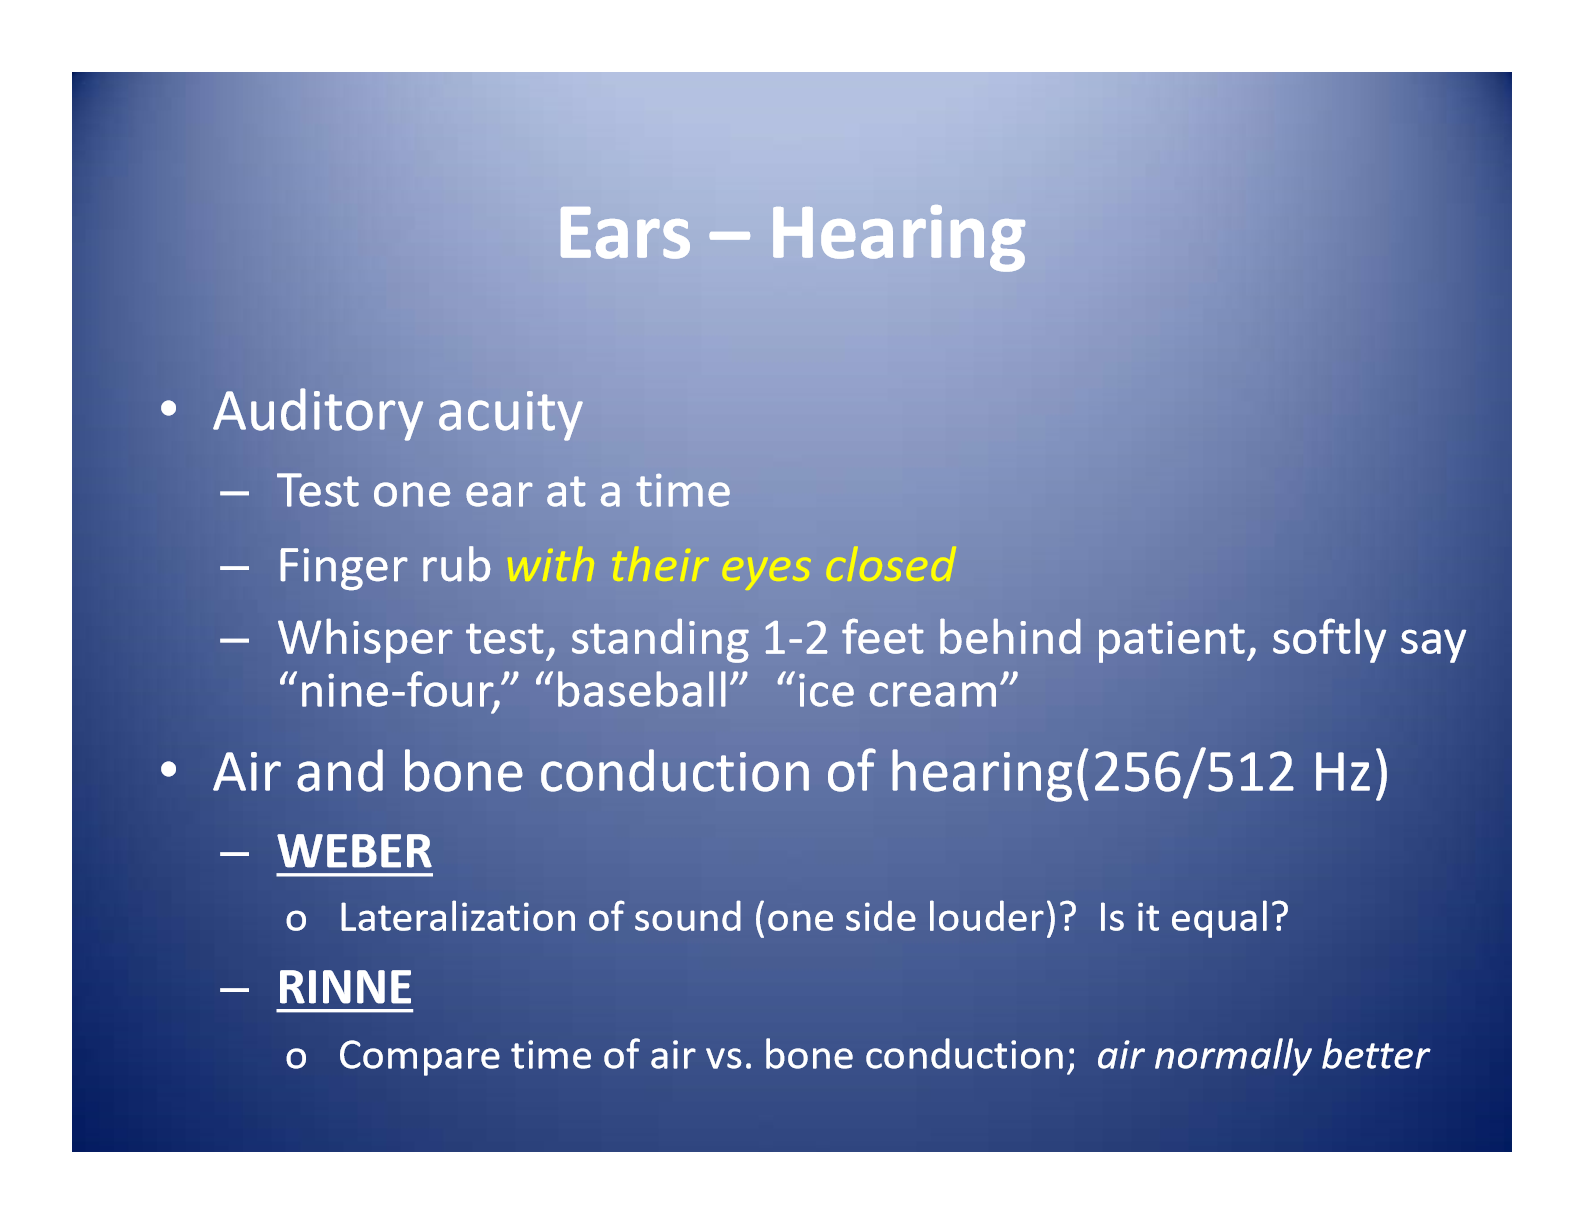 Ears – Hearing
• Auditory acuity
– Test one ear at a time
– Finger rub with their eyes closed
– Whisper test, standing 1-2 feet behind patient, softly say
“nine-four,” “baseball”  “ice cream”
• Air and bone conduction of hearing(256/512 Hz)
– WEBER
o Lateralization of sound (one side louder)?  Is it equal?
– RINNE
o Compare time of air vs. bone conduction;  air normally better